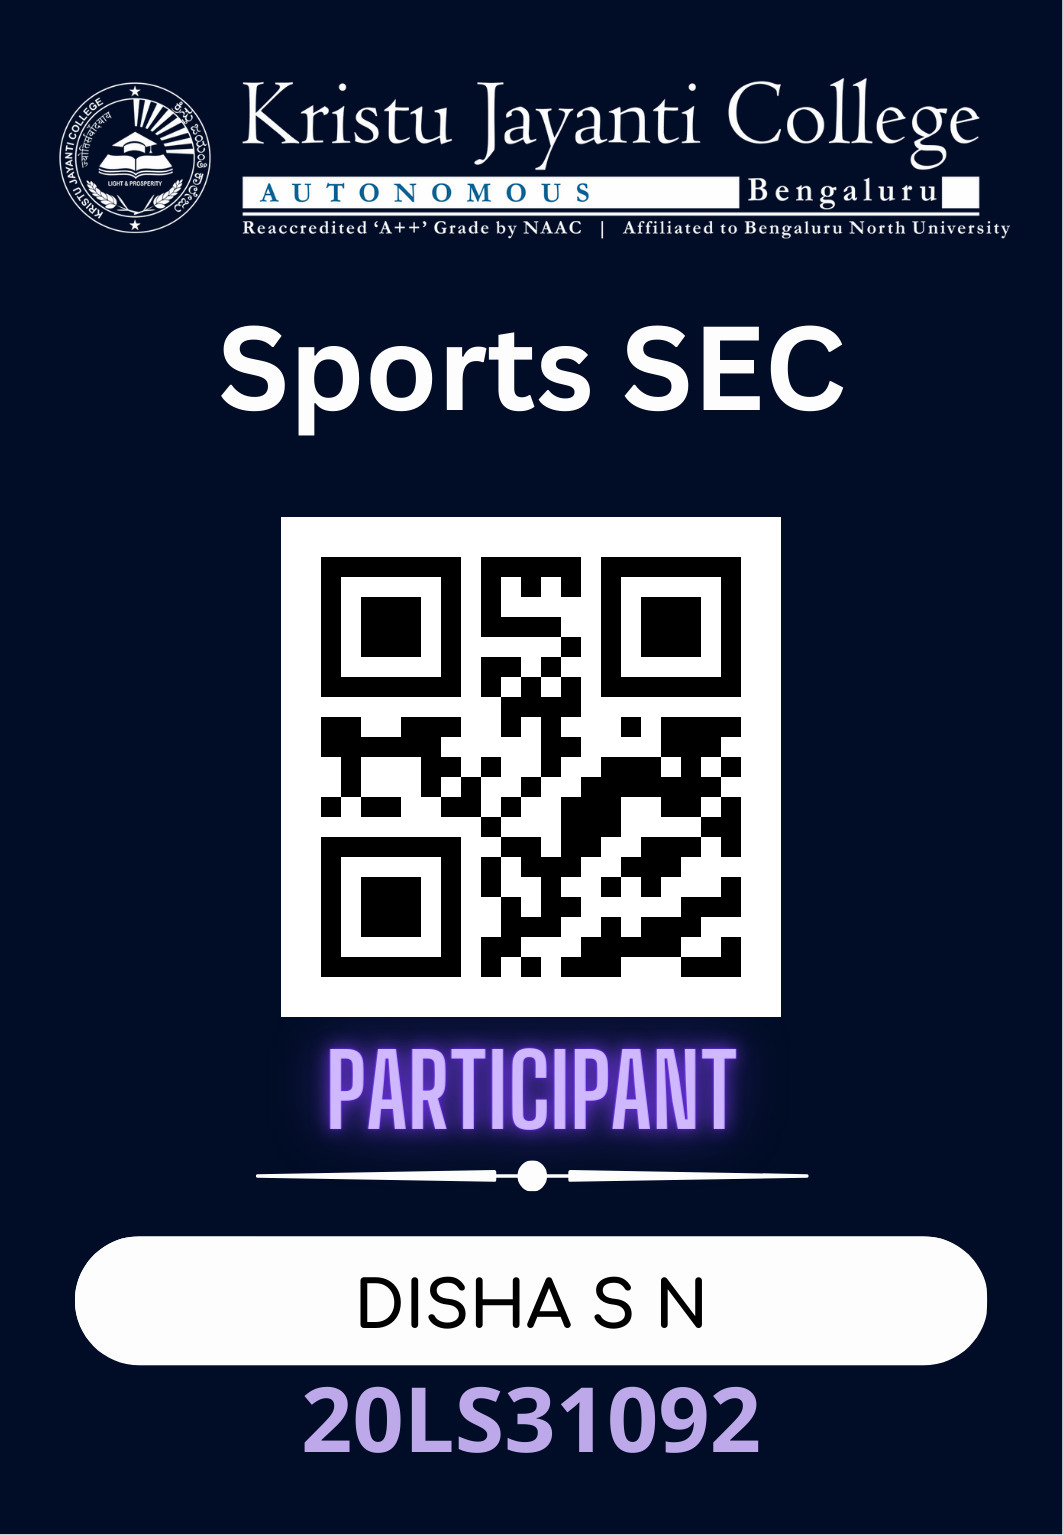 KRISTU JAYANTI COLLEGE
ಕ್ರಿಸ್ತು ಜಯಂತಿ ಕಾಲೇಜು
LIGHT & PROSPERITY
Kristu Jayanti College
AUTONOMOUS Bengaluru
Reaccredited ‘A++’ Grade by NAAC | Affiliated to Bengaluru North University
Sports SEC
PARTICIPANT
DISHA S N
20LS31092